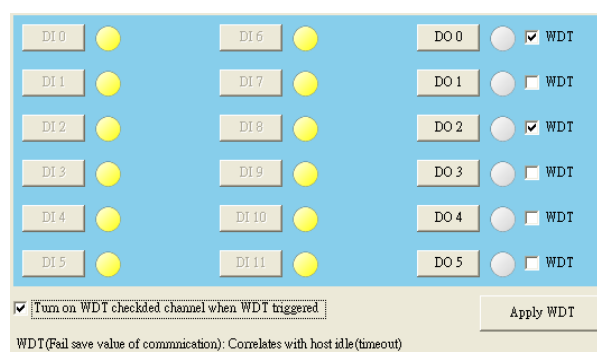 DI 0 DI 6 DO 0 WDT
DI 1 DI 7 DO 1 WDT
DI 2 DI 8 DO 2 WDT
DI 3 DI 9 DO 3 WDT
DI 4 DI 10 DO 4 WDT
DI 5 DI 11 DO 5 WDT
Turn on WDT checkded channel when WDT triggered
Apply WDT
WDT(Fail save value of commnication): Correlates with host idle(timeout)